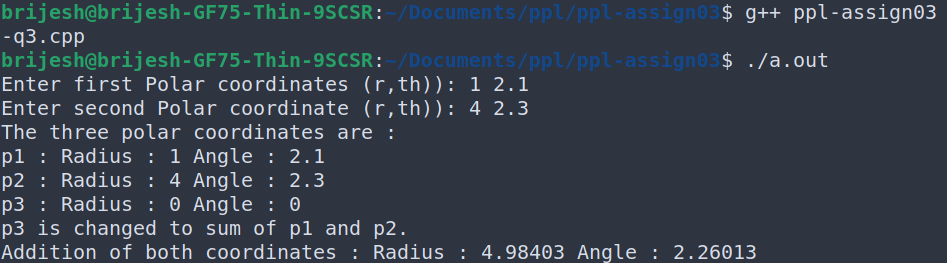 brijesh@brijesh-GF75-Thin-9SCSR:~/Documents/ppl/ppl-assign03$ g++ ppl-assign03
-q3.cpp
brijesh@brijesh-GF75-Thin-9SCSR:~/Documents/ppl/ppl-assign03$ ./a.out
Enter first Polar coordinates (r,th)): 1 2.1
Enter second Polar coordinate (r,th)): 4 2.3
The three polar coordinates are :
p1 : Radius : 1 Angle : 2.1
p2 : Radius : 4 Angle : 2.3
p3 : Radius : 0 Angle : 0
p3 is changed to sum of p1 and p2.
Addition of both coordinates : Radius : 4.98403 Angle : 2.26013